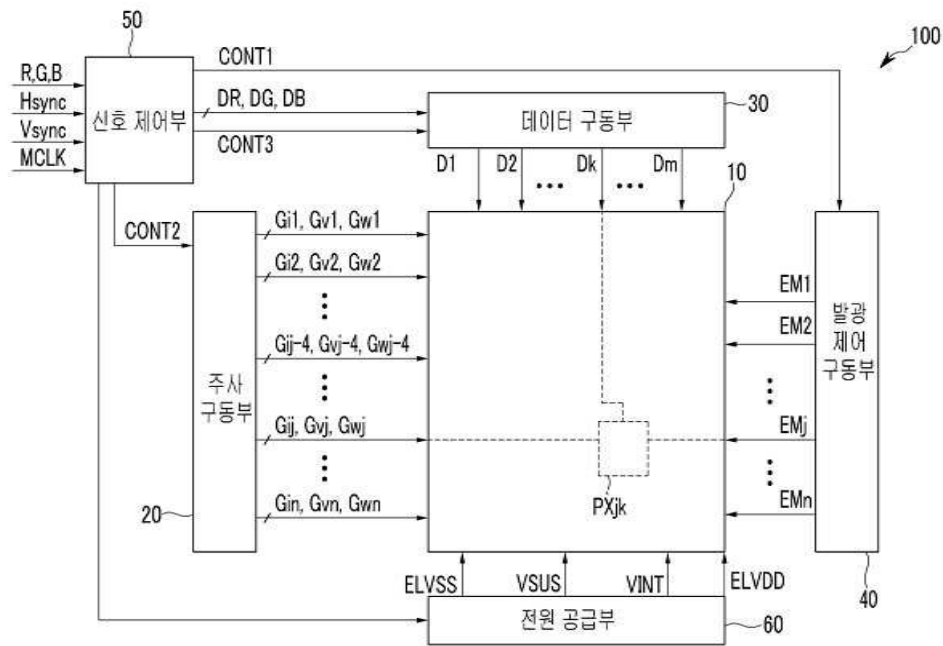 50
100
CONT1
R,G,B
Hsync
Vsync
MCLK
신호 제어부
DR, DG, DB
CONT3
데이터 구동부
30
D1
D2
Dk
Dm
10
CONT2
Gi1, Gv1, Gw1
Gi2, Gv2, Gw2
Gij-4, Gvj-4, Gwj-4
Gij, Gvj, Gwj
Gin, Gvn, Gwn
주사
구동부
20
EM1
EM2
EMj
EMn
발광
제어
구동부
40
PXjk
ELVSS
VSUS
VINT
ELVDD
전원 공급부
60